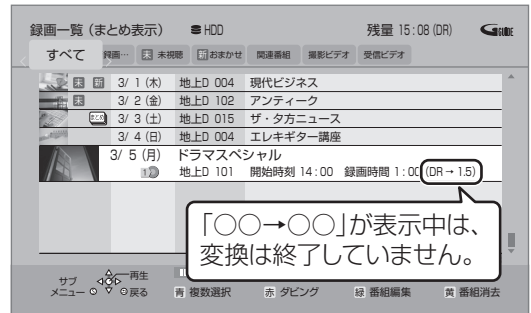 録画一覧(まとめ表示) HDD 残量 15:08(DR) G-GUIDE
すべて 録画… 未 未視聴 新 おまかせ 関連番組 撮影ビデオ 受信ビデオ
未 新 3/ 1(木) 地上D 004 現代ビジネス
未 3/ 2(金) 地上D 102 アンティーク
まとめ 3/ 3(土) 地上D 015 ザ・夕方ニュース
3/ 4(日) 地上D 004 エレキギター講座
3/ 5(月) ドラマスペシャル
地上D 101 開始時刻 14:00 録画時間 1:00 (DR→1.5)
「○○→○○」が表示中は、
変換は終了していません。
サブメニュー 再生 戻る
青 複数選択 赤 ダビング 緑 番組編集 黄 番組消去